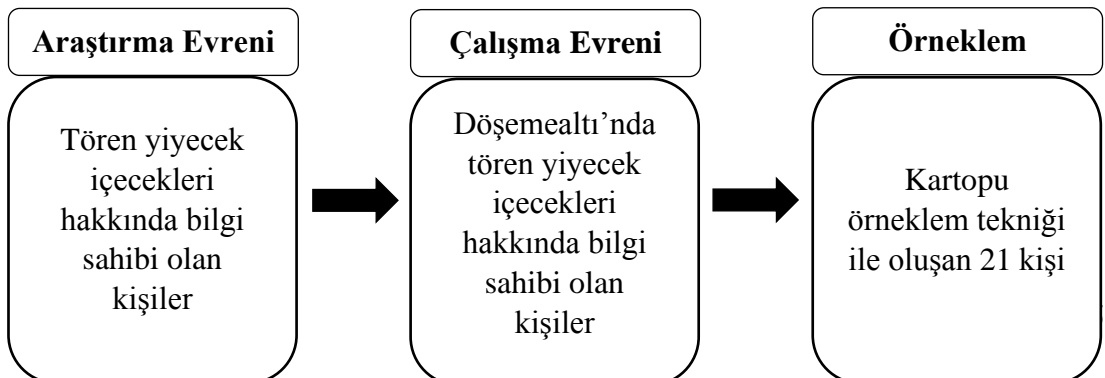 Araştırma Evreni
Tören yiyecek
içecekleri
hakkında bilgi
sahibi olan
kişiler
Çalışma Evreni
Döşemealtı’nda
tören yiyecek
içecekleri
hakkında bilgi
sahibi olan
kişiler
Örneklem
Kartopu
örneklem tekniği
ile oluşan 21 kişi